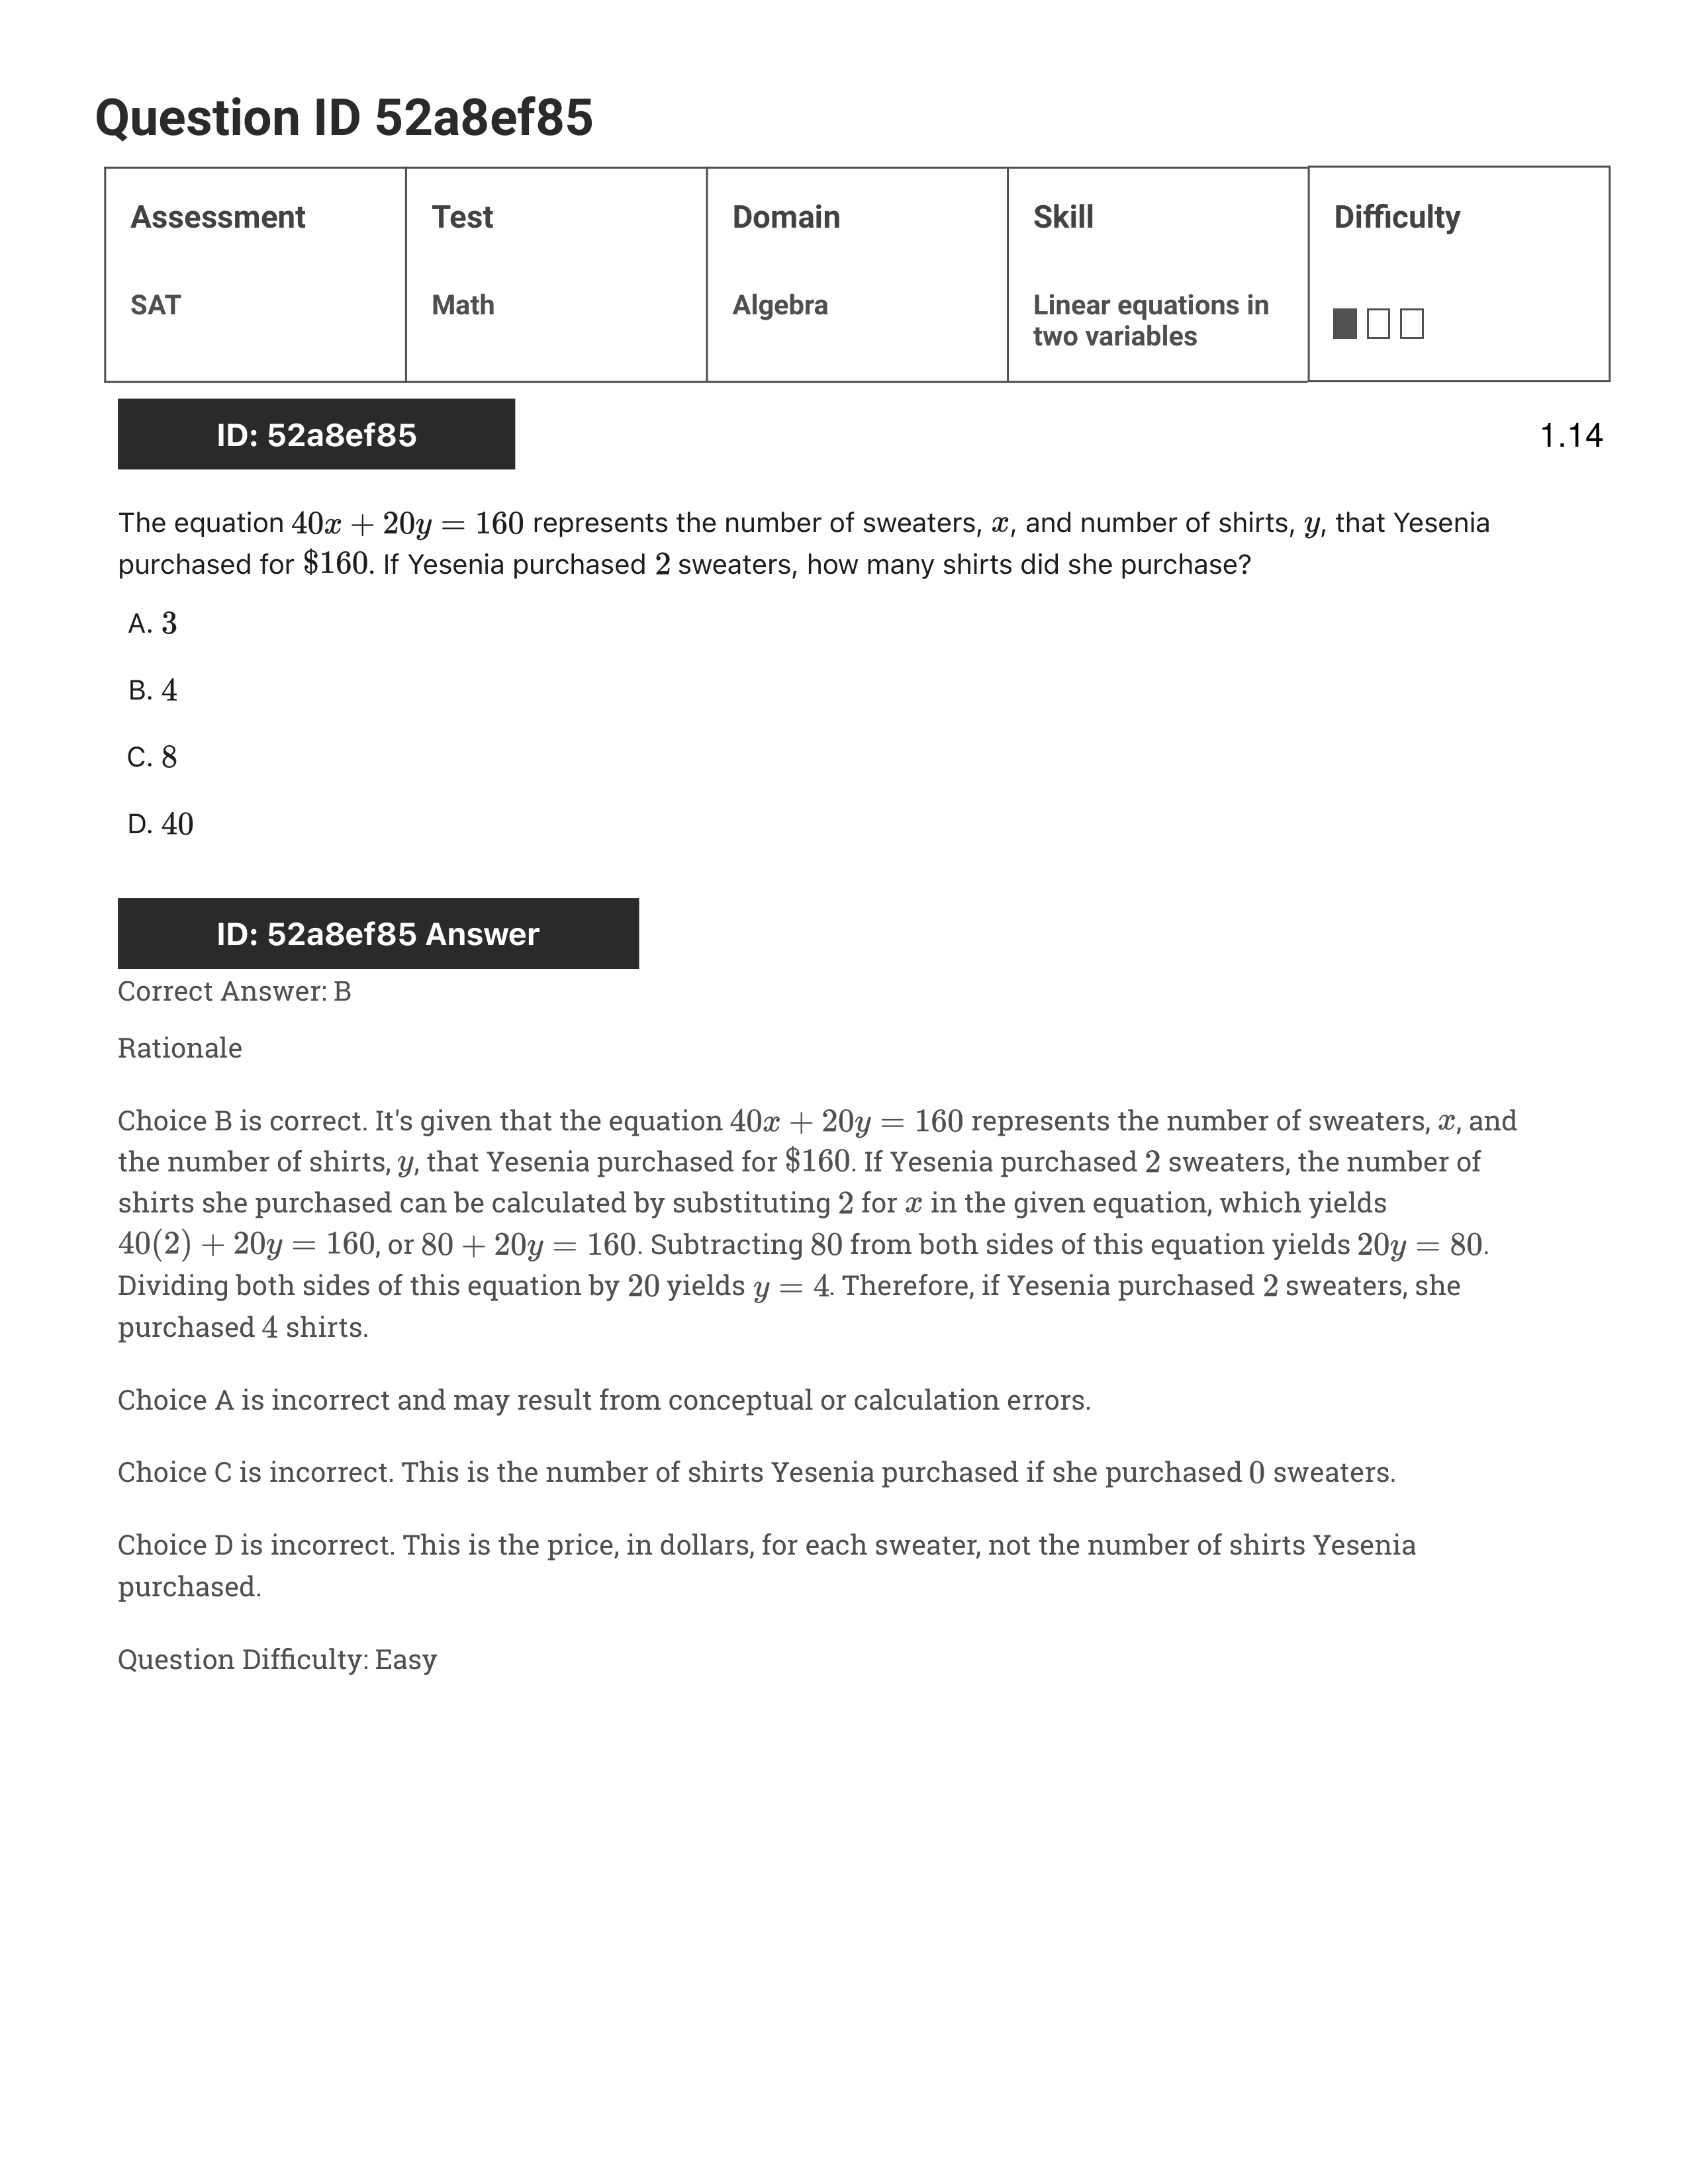 Question ID 52a8ef85
Assessment Test Domain Skill Difficulty
SAT Math Algebra Linear equations in
two variables
ID: 52a8ef85 1.14
The equation 40x + 20y = 160 represents the number of sweaters, x, and number of shirts, y, that Yesenia
purchased for $160. If Yesenia purchased 2 sweaters, how many shirts did she purchase?
A. 3
B. 4
C. 8
D. 40
ID: 52a8ef85 Answer
Correct Answer: B
Rationale
Choice B is correct. It's given that the equation 40x + 20y = 160 represents the number of sweaters, x, and
the number of shirts, y, that Yesenia purchased for $160. If Yesenia purchased 2 sweaters, the number of
shirts she purchased can be calculated by substituting 2 for x in the given equation, which yields
40(2) + 20y = 160, or 80 + 20y = 160. Subtracting 80 from both sides of this equation yields 20y = 80.
Dividing both sides of this equation by 20 yields y = 4. Therefore, if Yesenia purchased 2 sweaters, she
purchased 4 shirts.
Choice A is incorrect and may result from conceptual or calculation errors.
Choice C is incorrect. This is the number of shirts Yesenia purchased if she purchased 0 sweaters.
Choice D is incorrect. This is the price, in dollars, for each sweater, not the number of shirts Yesenia
purchased.
Question Difficulty: Easy